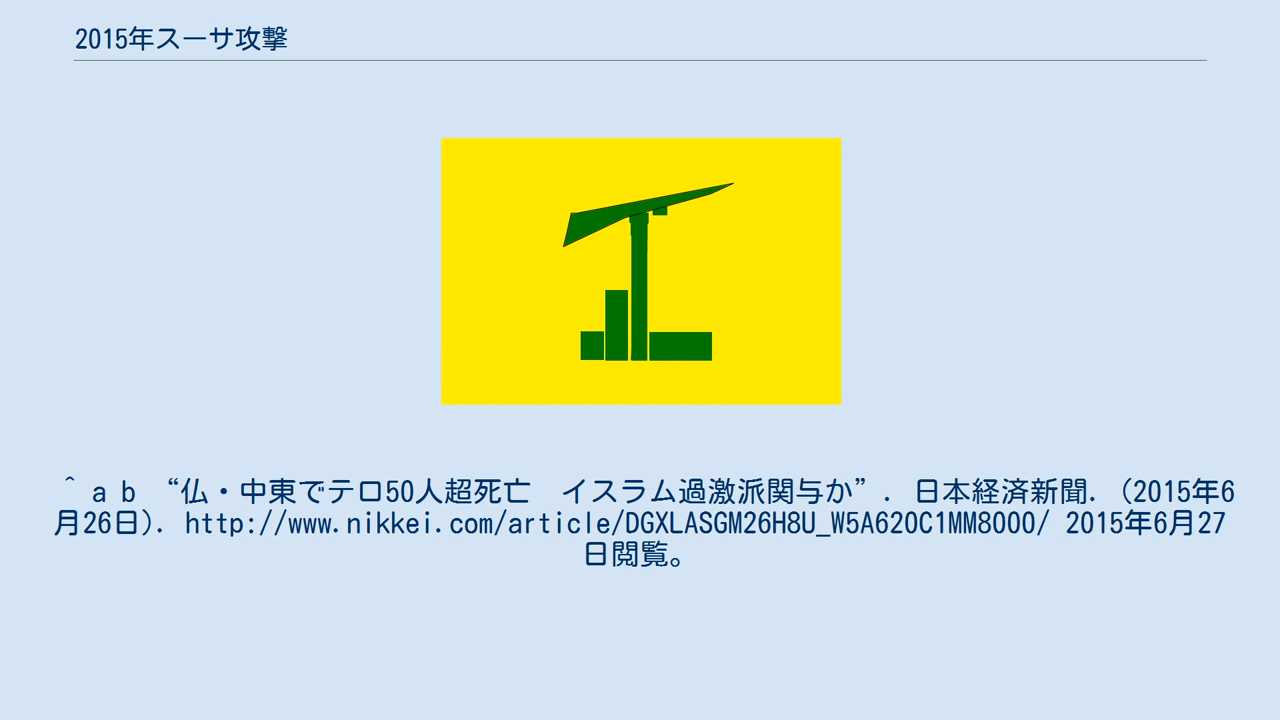 2015年スーサ攻撃
^ a b “仏・中東でテロ50人超死亡　イスラム過激派関与か”. 日本経済新聞. (2015年6
月26日). http://www.nikkei.com/article/DGXLASGM26H8U_W5A620C1MM8000/ 2015年6月27
日閲覧。